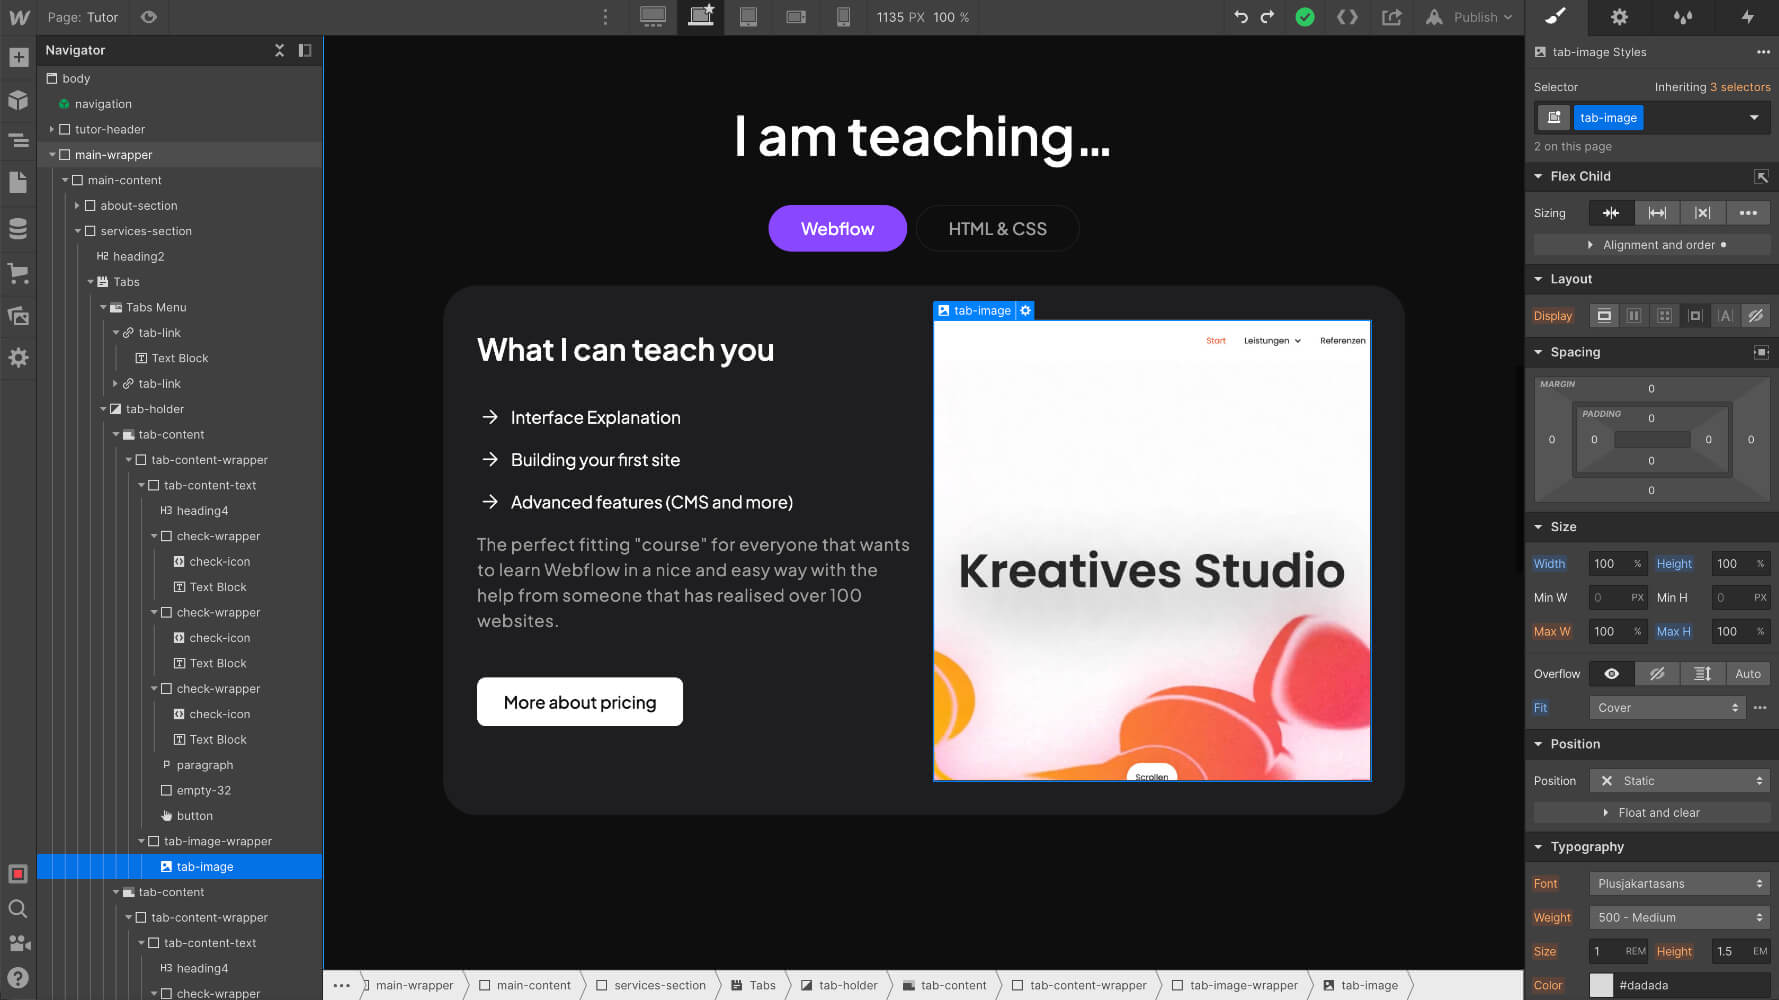 Page: Tutor
1135 PX 100 %
Publish
Navigator
body
navigation
tutor-header
main-wrapper
main-content
about-section
services-section
H2 heading2
Tabs
Tabs Menu
tab-link
Text Block
tab-link
tab-holder
tab-content
tab-content-wrapper
tab-content-text
H3 heading4
check-wrapper
check-icon
Text Block
check-wrapper
check-icon
Text Block
check-wrapper
check-icon
Text Block
P paragraph
empty-32
button
tab-image-wrapper
tab-image
tab-content
tab-content-wrapper
tab-content-text
H3 heading4
check-wrapper
I am teaching...
Webflow
HTML & CSS
What I can teach you
Interface Explanation
Building your first site
Advanced features (CMS and more)
The perfect fitting "course" for everyone that wants
to learn Webflow in a nice and easy way with the
help from someone that has realised over 100
websites.
More about pricing
tab-image
Start Leistungen Referenzen
Kreatives Studio
Scrollen
main-wrapper
main-content
services-section
Tabs
tab-holder
tab-content
tab-content-wrapper
tab-image-wrapper
tab-image
tab-image Styles
Selector Inheriting 3 selectors
tab-image
2 on this page
Flex Child
Sizing
Alignment and order
Layout
Display
Spacing
MARGIN
0
PADDING
0
0 0 0 0
0
0
Size
Width 100 % Height 100 %
Min W 0 PX Min H 0 PX
Max W 100 % Max H 100 %
Overflow Auto
Fit Cover
Position
Position Static
Float and clear
Typography
Font Plusjakartasans
Weight 500 - Medium
Size 1 REM Height 1.5 EM
Color #dadada